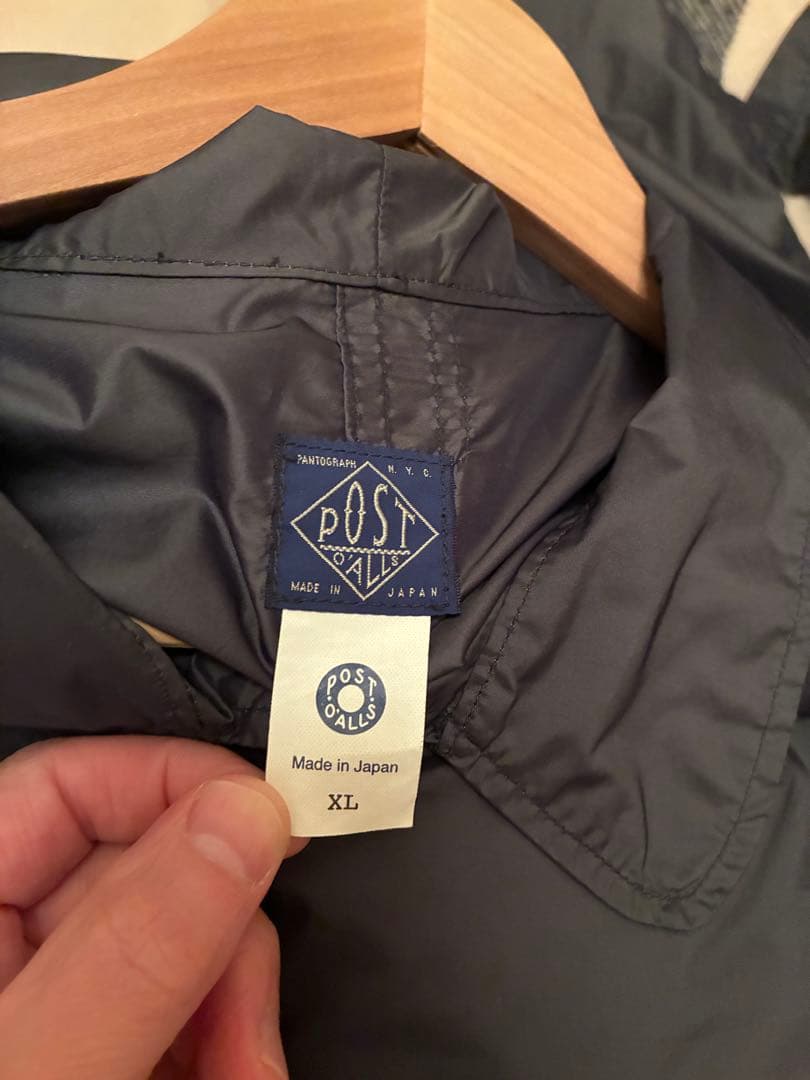 PANTOGRAPH N. Y. C.
POST
O'ALLS
MADE IN JAPAN
POST
O'ALLS
Made in Japan
XL